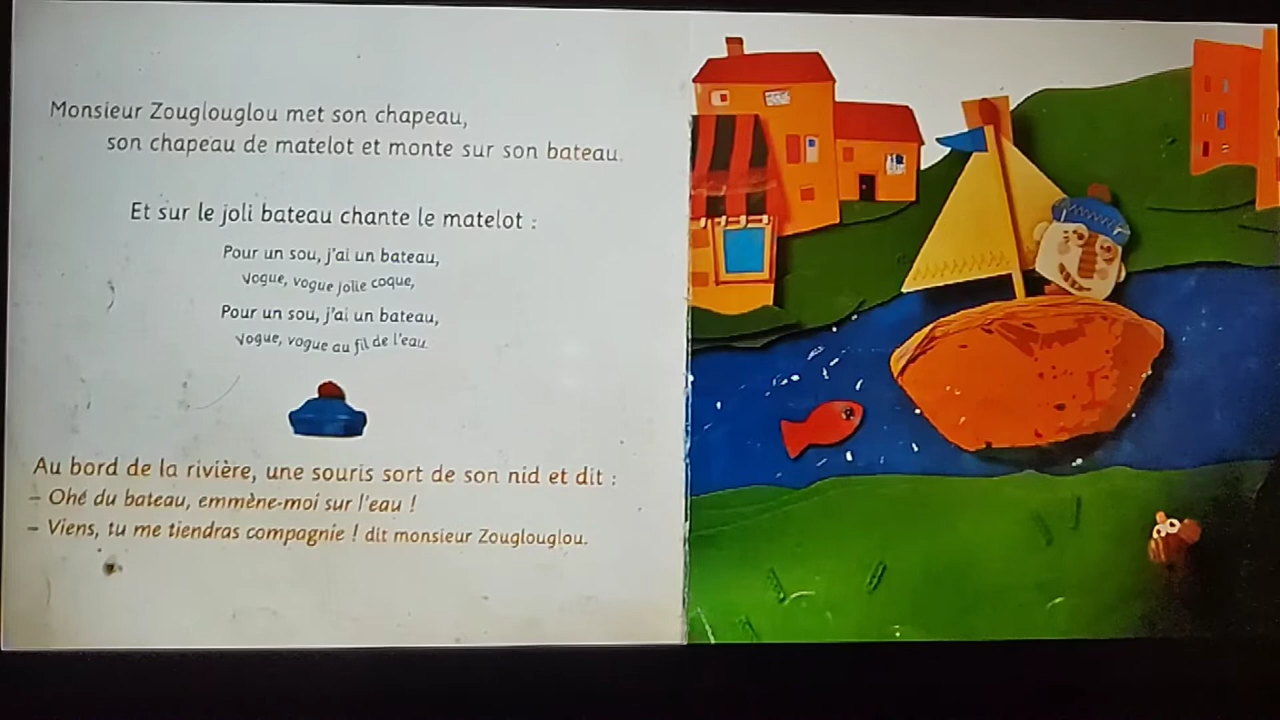 Monsieur Zouglouglou met son chapeau,
son chapeau de matelot et monte sur son bateau.
Et sur le joli bateau chante le matelot :
Pour un sou, j'ai un bateau,
vogue, vogue jolie coque,
Pour un sou, j'ai un bateau,
vogue, vogue au fil de l'eau.
Au bord de la rivière, une souris sort de son nid et dit :
– Ohé du bateau, emmène-moi sur l'eau !
– Viens, tu me tiendras compagnie ! dit monsieur Zouglouglou.